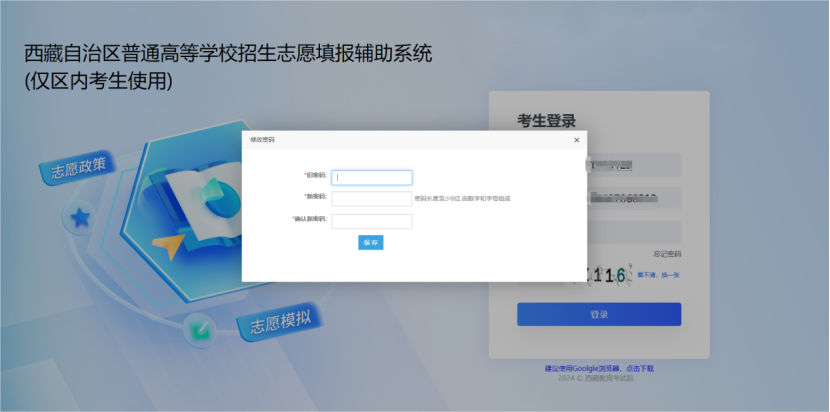 西藏自治区普通高等学校招生志愿填报辅助系统
(仅区内考生使用)
考生登录
修改密码
×
志愿政策
*旧密码:
*新密码:
密码长度至少6位,由数字和字母组成
*确认新密码:
保存
忘记密码
116
看不清，换一张
志愿模拟
登录
建议使用Goolgle浏览器，点击下载
2024 © 西藏教育考试院